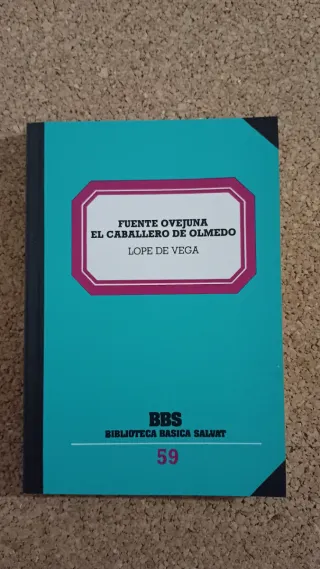 FUENTE OVEJUNA
EL CABALLERO DE OLMEDO
LOPE DE VEGA
BBS
BIBLIOTECA BASICA SALVAT
59